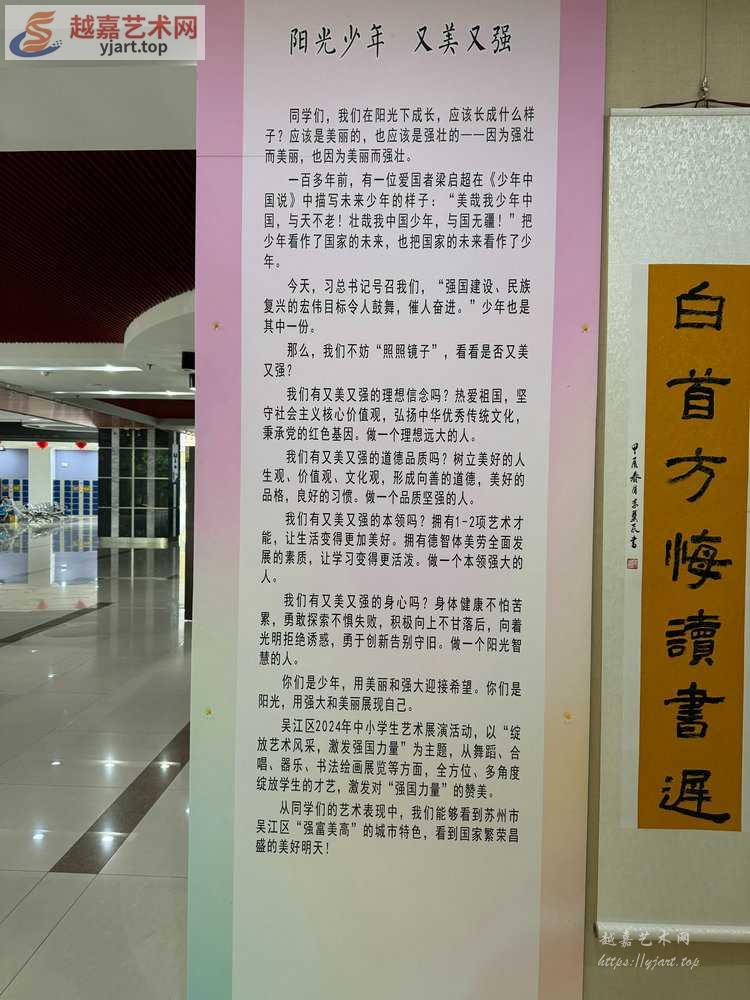 越嘉艺术网
yjart.top
阳光少年 又美又强
同学们，我们在阳光下成长，应该长成什么样
子？应该是美丽的，也应该是强壮的——因为强壮
而美丽，也因为美丽而强壮。
一百多年前，有一位爱国者梁启超在《少年中
国说》中描写未来少年的样子：“美哉我少年中
国，与天不老！壮哉我中国少年，与国无疆！”把
少年看作了国家的未来，也把国家的未来看作了少
年。
今天，习总书记号召我们，“强国建设、民族
复兴的宏伟目标令人鼓舞，催人奋进。”少年也是
其中一份。
那么，我们不妨“照照镜子”，看看是否又美
又强？
我们有又美又强的理想信念吗？热爱祖国，坚
守社会主义核心价值观，弘扬中华优秀传统文化，
秉承党的红色基因。做一个理想远大的人。
我们有又美又强的道德品质吗？树立美好的人
生观、价值观、文化观，形成向善的道德，美好的
品格，良好的习惯。做一个品质坚强的人。
我们有又美又强的本领吗？拥有1-2项艺术才
能，让生活变得更加美好。拥有德智体美劳全面发
展的素质，让学习变得更活泼。做一个本领强大的
人。
我们有又美又强的身心吗？身体健康不怕苦
累，勇敢探索不惧失败，积极向上不甘落后，向着
光明拒绝诱惑，勇于创新告别守旧。做一个阳光智
慧的人。
你们是少年，用美丽和强大迎接希望。你们是
阳光，用强大和美丽展现自己。
吴江区2024年中小学生艺术展演活动，以“绽
放艺术风采，激发强国力量”为主题，从舞蹈、合
唱、器乐、书法绘画展览等方面，全方位、多角度
绽放学生的才艺，激发对“强国力量”的赞美。
从同学们的艺术表现中，我们能够看到苏州市
吴江区“强富美高”的城市特色，看到国家繁荣昌
盛的美好明天！
白首方悔讀書遲
越嘉艺术网
https://yjart.top